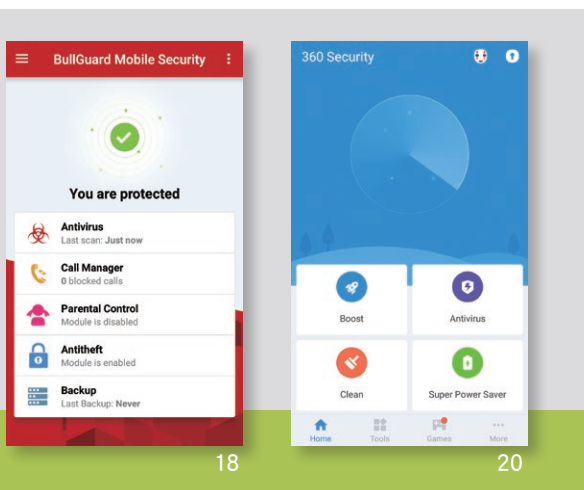 BullGuard Mobile Security
You are protected
Antivirus
Last scan: Just now
Call Manager
0 blocked calls
Parental Control
Module is disabled
Antitheft
Module is enabled
Backup
Last Backup: Never
18
360 Security
Boost
Antivirus
Clean
Super Power Saver
Home
Tools
Games
More
20